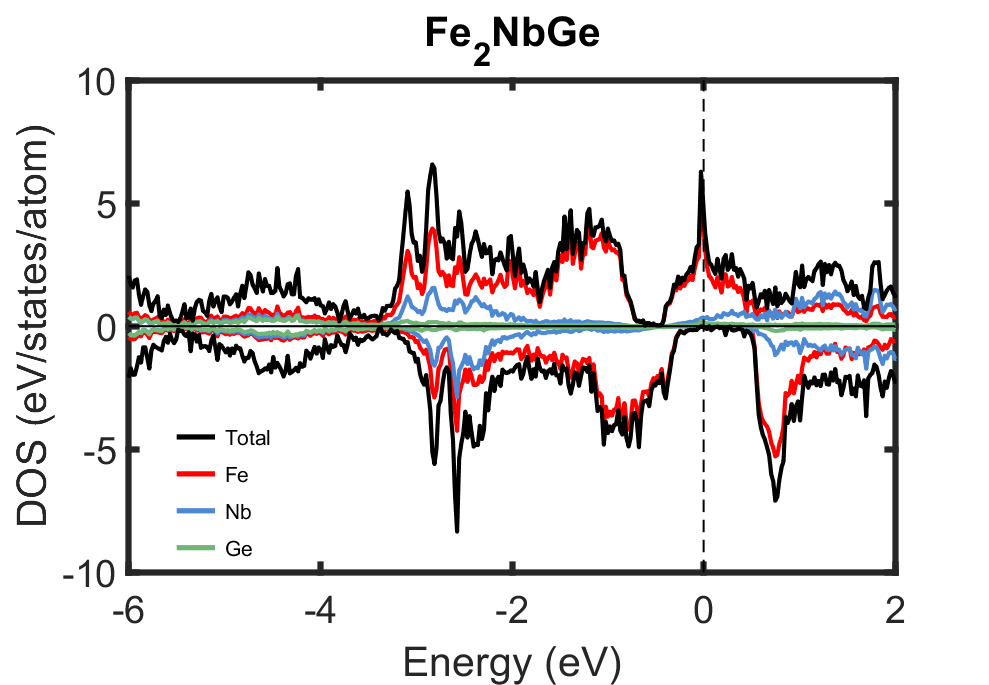 Fe₂NbGe
10
5
0
-5
-10
DOS (eV/states/atom)
Total
Fe
Nb
Ge
-6 -4 -2 0 2
Energy (eV)